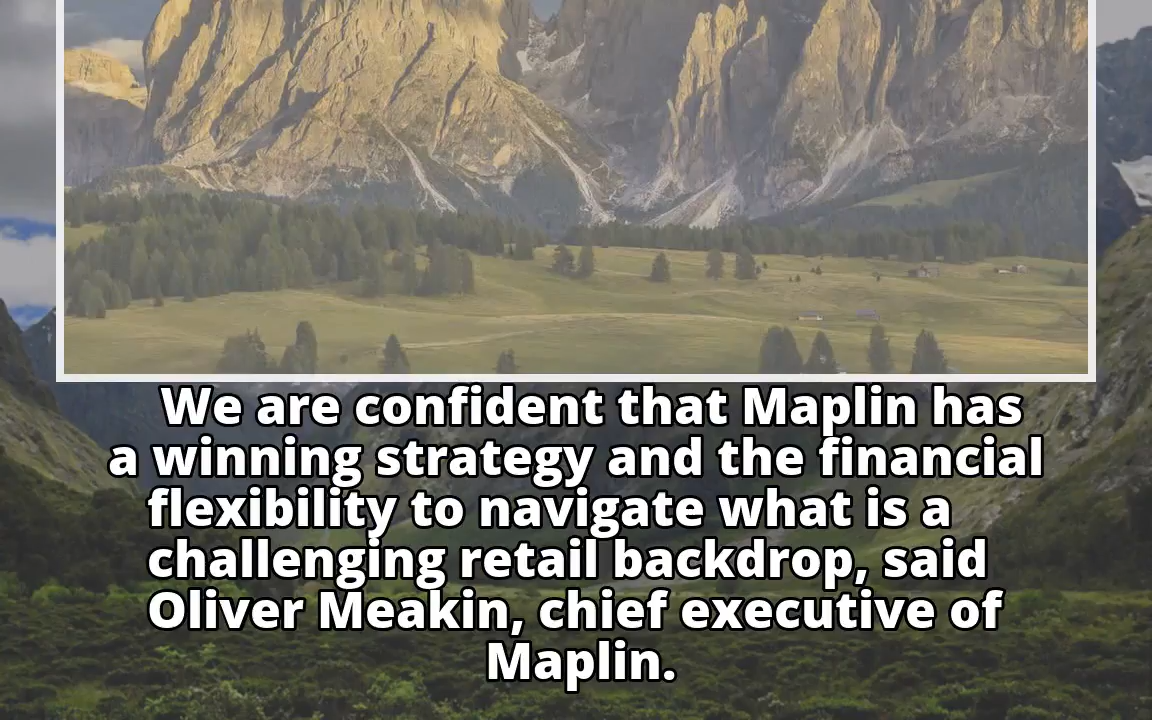 We are confident that Maplin has
a winning strategy and the financial
flexibility to navigate what is a
challenging retail backdrop, said
Oliver Meakin, chief executive of
Maplin.